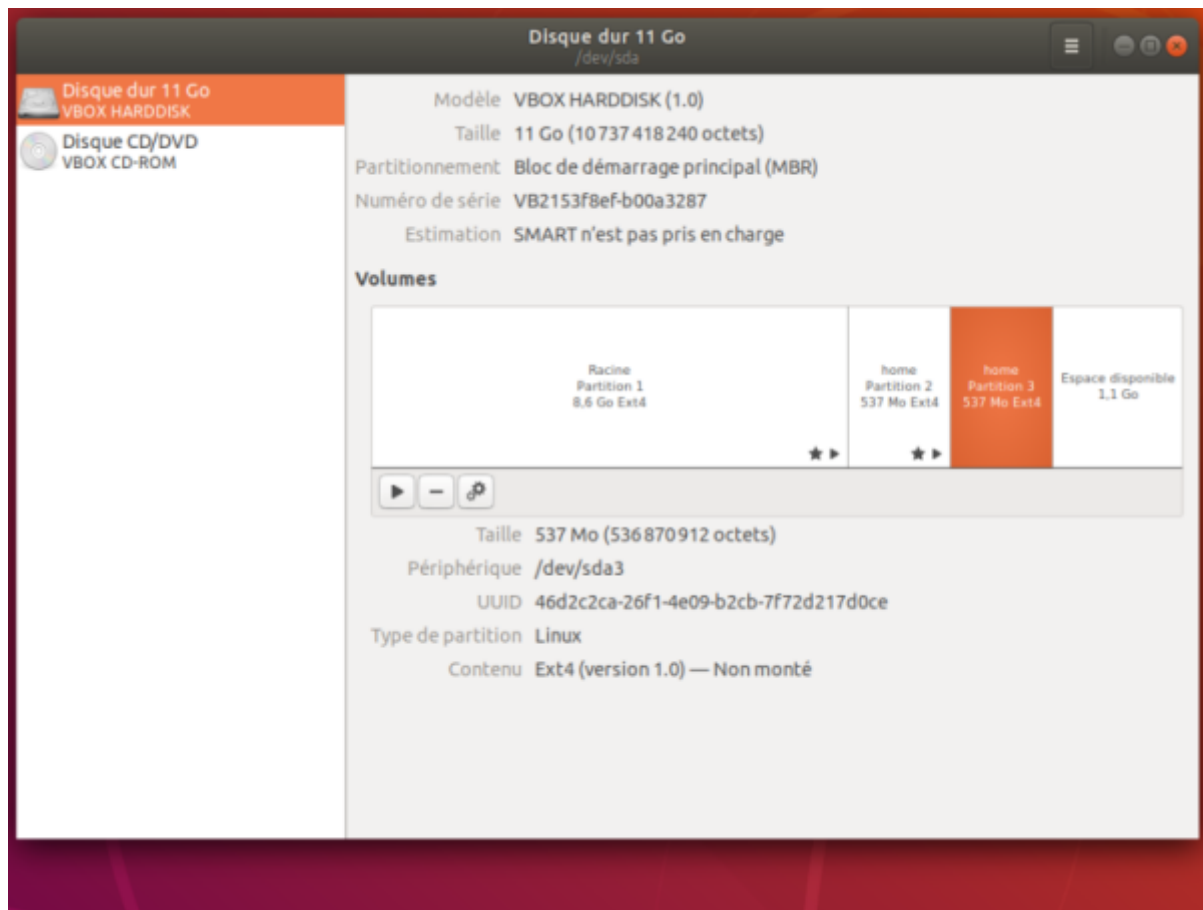 Disque dur 11 Go
/dev/sda
Disque dur 11 Go
VBOX HARDDISK
Disque CD/DVD
VBOX CD-ROM
Modèle VBOX HARDDISK (1.0)
Taille 11 Go (10 737 418 240 octets)
Partitionnement Bloc de démarrage principal (MBR)
Numéro de série VB2153f8ef-b00a3287
Estimation SMART n'est pas pris en charge
Volumes
Racine
Partition 1
8,6 Go Ext4
home
Partition 2
537 Mo Ext4
home
Partition 3
537 Mo Ext4
Espace disponible
1,1 Go
Taille 537 Mo (536 870 912 octets)
Périphérique /dev/sda3
UUID 46d2c2ca-26f1-4e09-b2cb-7f72d217d0ce
Type de partition Linux
Contenu Ext4 (version 1.0) — Non monté